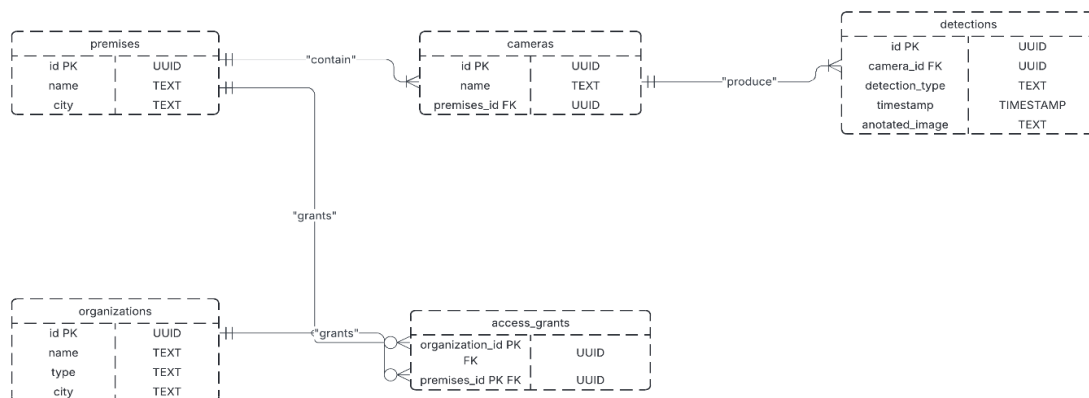 detections
id PK UUID
camera_id FK UUID
detection_type TEXT
timestamp TIMESTAMP
anotated_image TEXT
premises
id PK UUID
name TEXT
city TEXT
"contain"
cameras
id PK UUID
name TEXT
premises_id FK UUID
"produce"
"grants"
organizations
id PK UUID
name TEXT
type TEXT
city TEXT
"grants"
access_grants
organization_id PK
FK
UUID
premises_id PK FK UUID